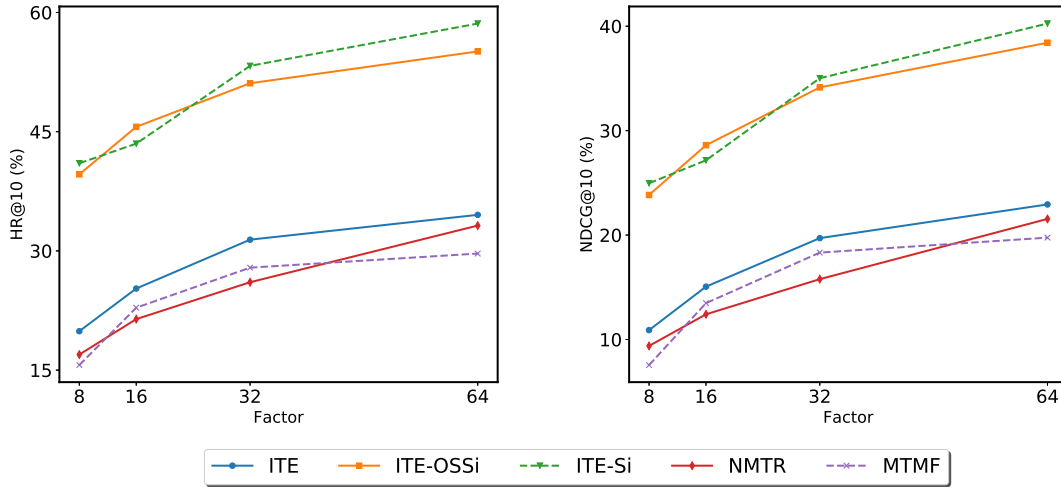 60
45
30
15
HR@10 (%)
8 16 32 64
Factor
40
30
20
10
NDCG@10 (%)
8 16 32 64
Factor
ITE ITE-OSSi ITE-Si NMTR MTMF